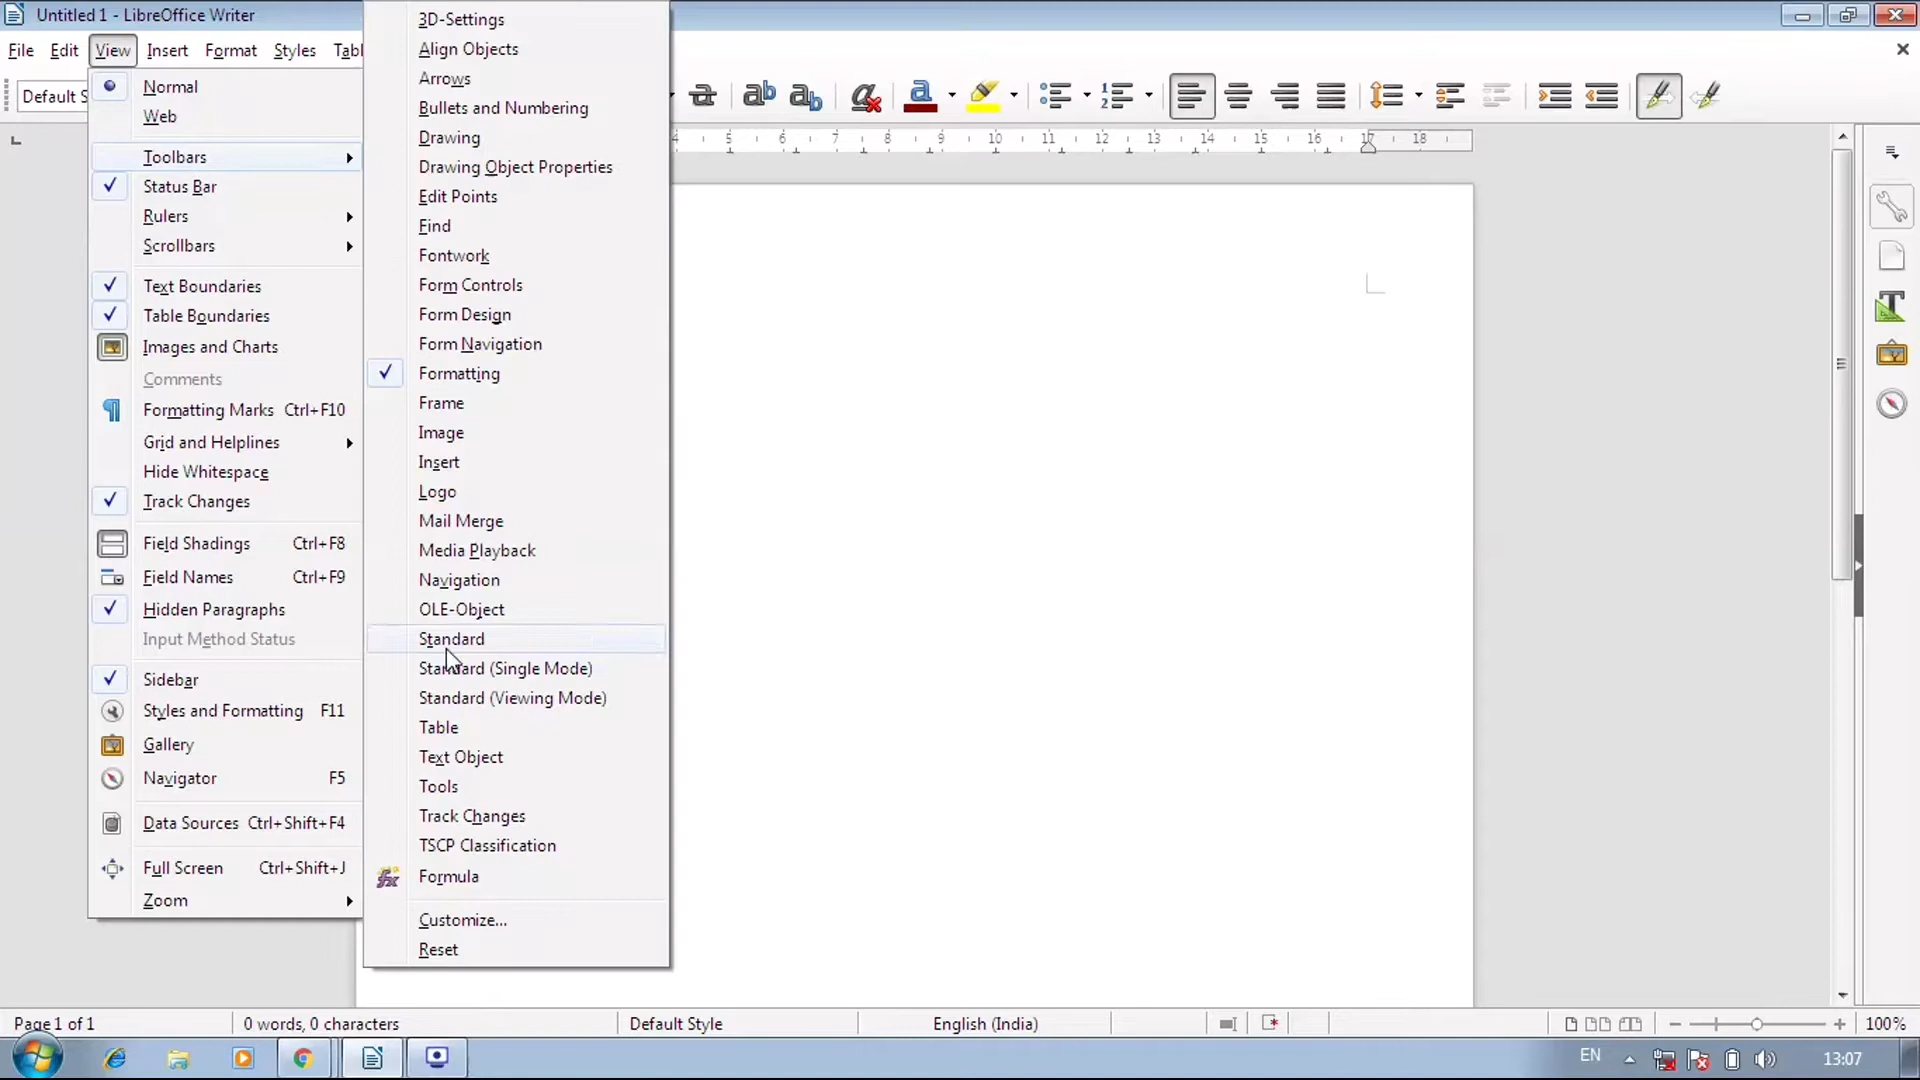 Untitled 1 - LibreOffice Writer
File Edit View Insert Format Styles Tabl
Default S
4 5 6 7 8 9 10 11 12 13 14 15 16 17 18
Normal
Web
Toolbars
Status Bar
Rulers
Scrollbars
Text Boundaries
Table Boundaries
Images and Charts
Comments
Formatting Marks Ctrl+F10
Grid and Helplines
Hide Whitespace
Track Changes
Field Shadings Ctrl+F8
Field Names Ctrl+F9
Hidden Paragraphs
Input Method Status
Sidebar
Styles and Formatting F11
Gallery
Navigator F5
Data Sources Ctrl+Shift+F4
Full Screen Ctrl+Shift+J
Zoom
3D-Settings
Align Objects
Arrows
Bullets and Numbering
Drawing
Drawing Object Properties
Edit Points
Find
Fontwork
Form Controls
Form Design
Form Navigation
Formatting
Frame
Image
Insert
Logo
Mail Merge
Media Playback
Navigation
OLE-Object
Standard
Standard (Single Mode)
Standard (Viewing Mode)
Table
Text Object
Tools
Track Changes
TSCP Classification
Formula
Customize...
Reset
Page 1 of 1 0 words, 0 characters Default Style English (India) 100%
EN 13:07